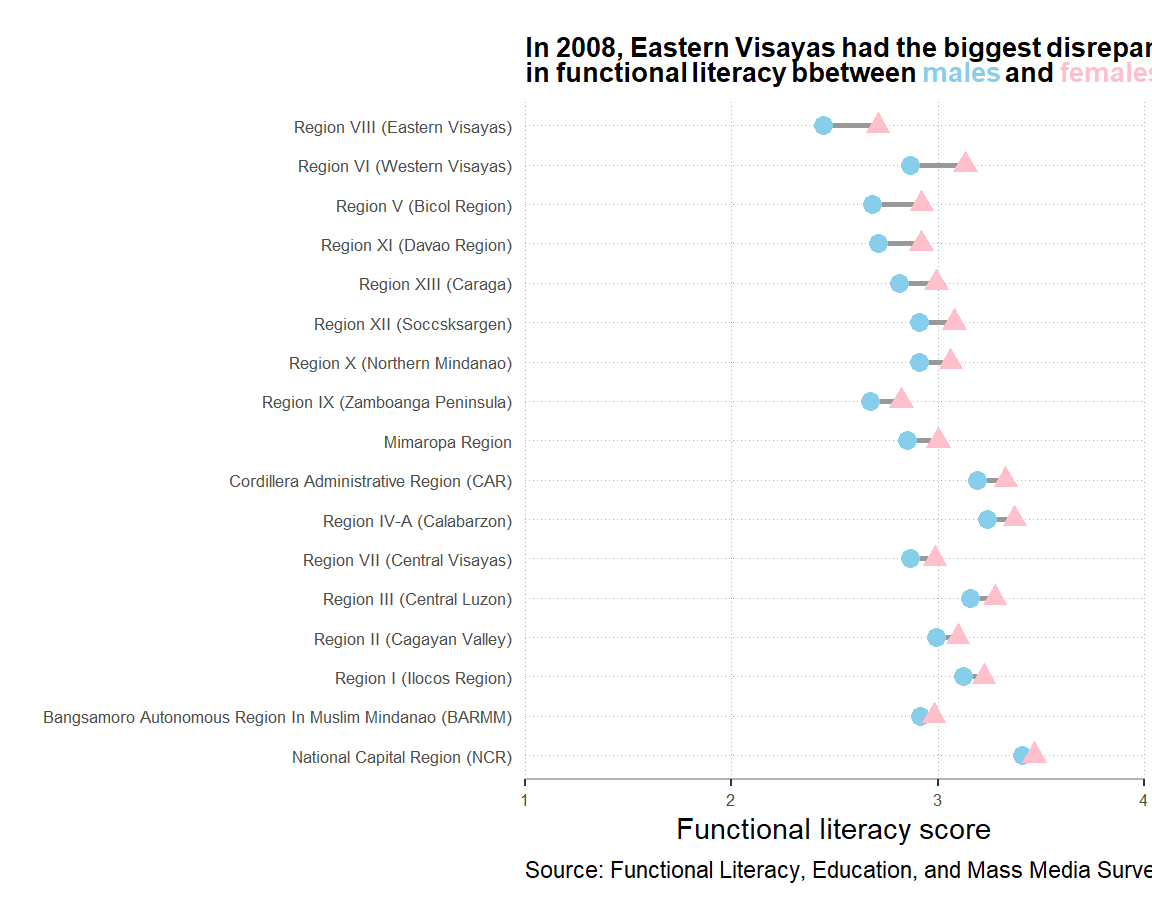 In 2008, Eastern Visayas had the biggest disrepan
in functional literacy bbetween males and females
Region VIII (Eastern Visayas)
Region VI (Western Visayas)
Region V (Bicol Region)
Region XI (Davao Region)
Region XIII (Caraga)
Region XII (Soccsksargen)
Region X (Northern Mindanao)
Region IX (Zamboanga Peninsula)
Mimaropa Region
Cordillera Administrative Region (CAR)
Region IV-A (Calabarzon)
Region VII (Central Visayas)
Region III (Central Luzon)
Region II (Cagayan Valley)
Region I (Ilocos Region)
Bangsamoro Autonomous Region In Muslim Mindanao (BARMM)
National Capital Region (NCR)
1 2 3 4
Functional literacy score
Source: Functional Literacy, Education, and Mass Media Surve